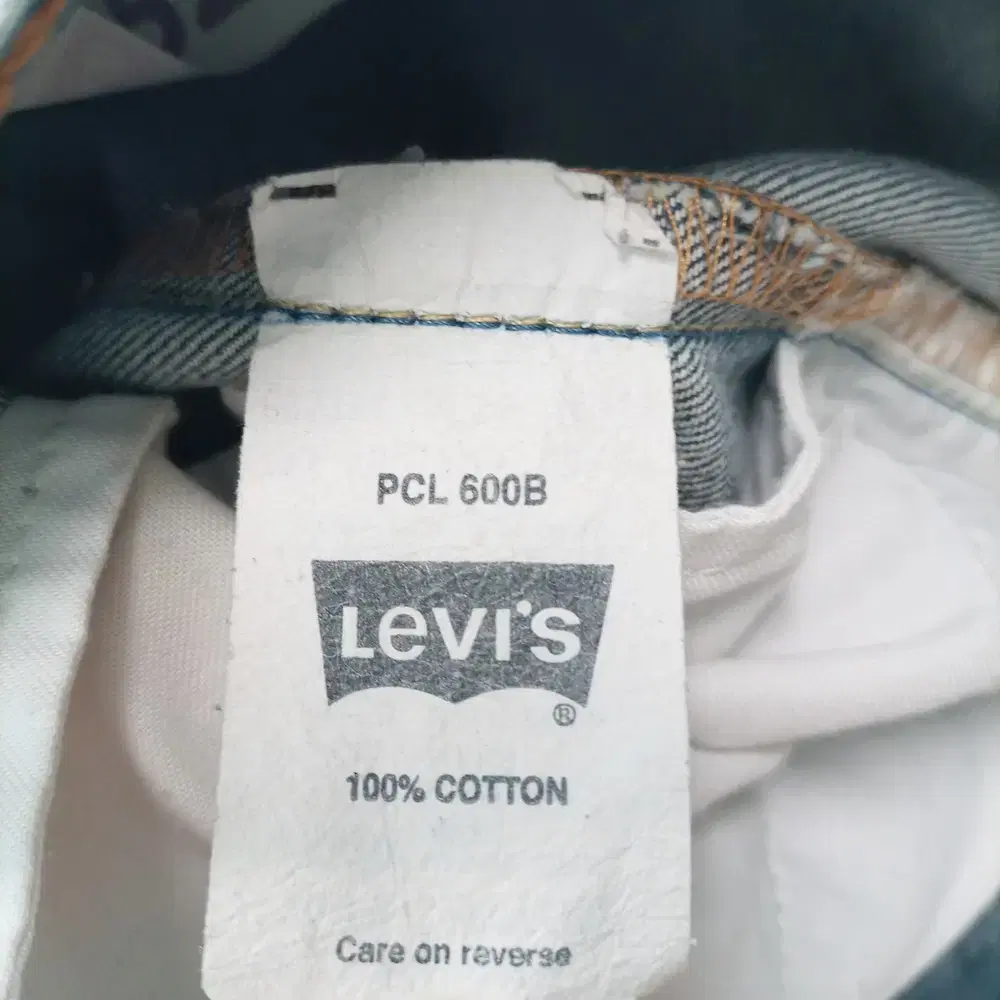 PCL 600B
LEVI'S
®
100% COTTON
Care on reverse